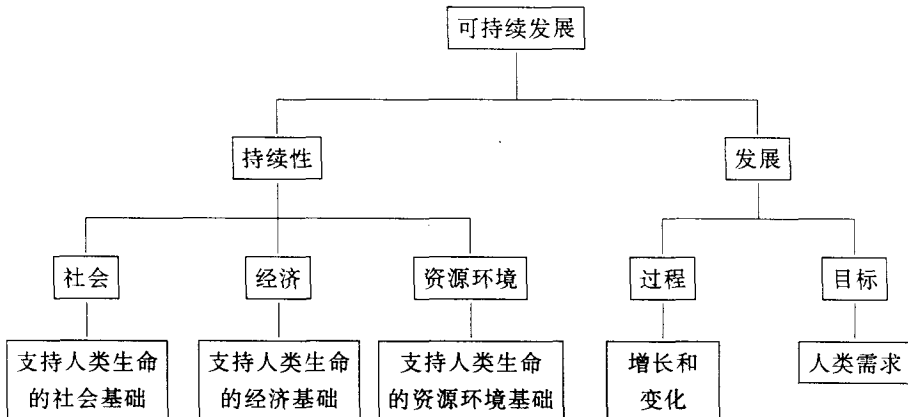 可持续发展
持续性
发展
社会
经济
资源环境
过程
目标
支持人类生命
的社会基础
支持人类生命
的经济基础
支持人类生命
的资源环境基础
增长和
变化
人类需求